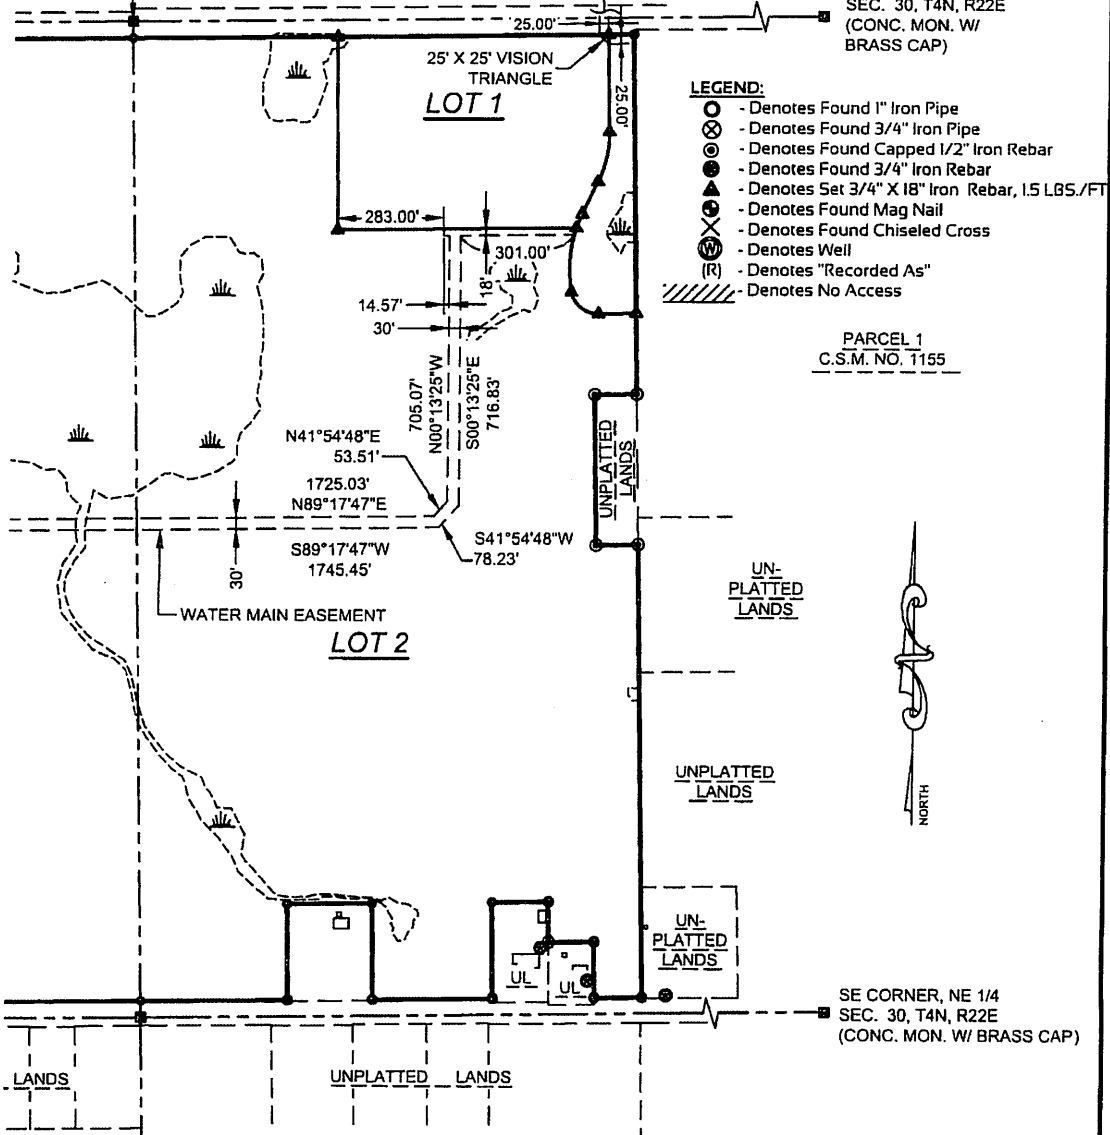 SEC. 30, T4N, R22E
(CONC. MON. W/
BRASS CAP)
25.00'
25' X 25' VISION
TRIANGLE
25.00'
LOT 1
LEGEND:
- Denotes Found 1" Iron Pipe
- Denotes Found 3/4" Iron Pipe
- Denotes Found Capped 1/2" Iron Rebar
- Denotes Found 3/4" Iron Rebar
- Denotes Set 3/4" X 18" Iron Rebar, 1.5 LBS./FT
- Denotes Found Mag Nail
- Denotes Found Chiseled Cross
W - Denotes Well
(R) - Denotes "Recorded As"
- Denotes No Access
283.00'
301.00'
18'
14.57'
30'
PARCEL 1
C.S.M. NO. 1155
705.07'
N00°13'25"W
S00°13'25"E
716.83'
N41°54'48"E
53.51'
1725.03'
N89°17'47"E
UNPLATTED
LANDS
S89°17'47"W
1745.45'
30'
S41°54'48"W
78.23'
WATER MAIN EASEMENT
LOT 2
UN-
PLATTED
LANDS
UNPLATTED
LANDS
NORTH
UN-
PLATTED
LANDS
UL
UL
SE CORNER, NE 1/4
SEC. 30, T4N, R22E
(CONC. MON. W/ BRASS CAP)
LANDS
UNPLATTED LANDS